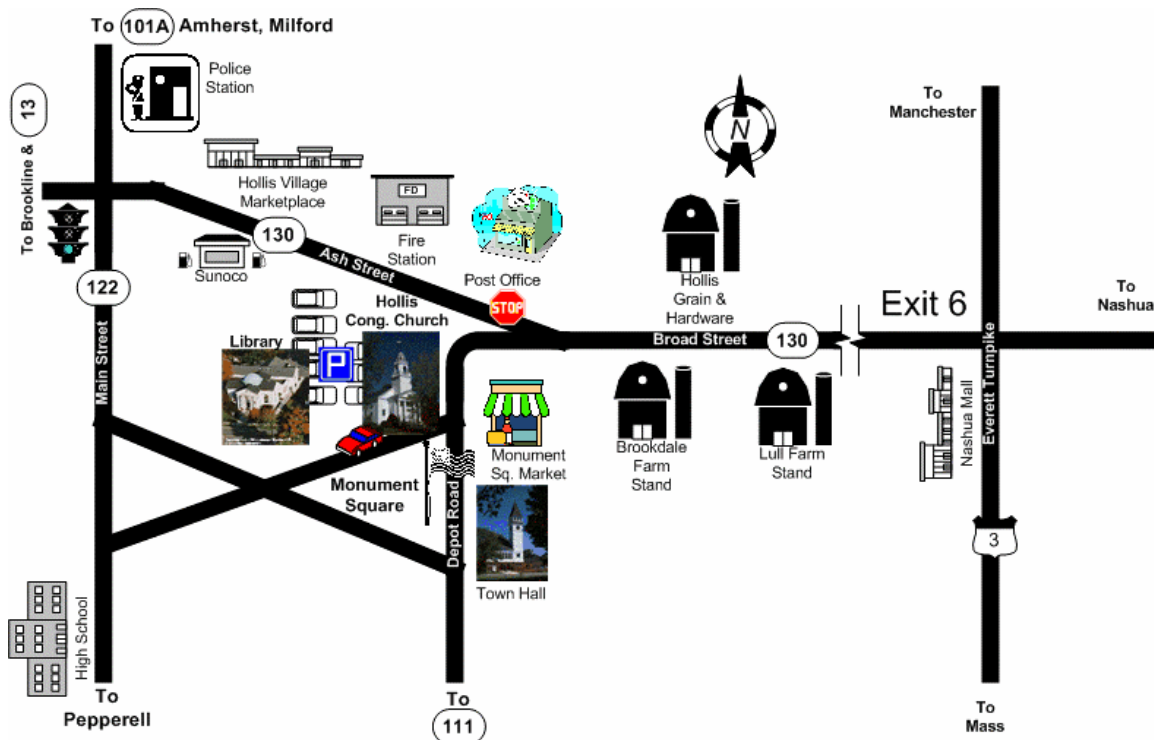 To 101A Amherst, Milford
Police
Station
To Brookline & 13
Hollis Village
Marketplace
FD
Fire
Station
Post Office
N
To
Manchester
Sunoco
130
Ash Street
STOP
122
Main Street
Hollis
Cong. Church
Library
P
Hollis
Grain &
Hardware
Exit 6
To
Nashua
Broad Street
130
Everett Turnpike
Nashua Mall
Monument
Sq. Market
Brookdale
Farm
Stand
Lull Farm
Stand
Monument
Square
Depot Road
3
Town Hall
High School
To
Pepperell
To
111
To
Mass